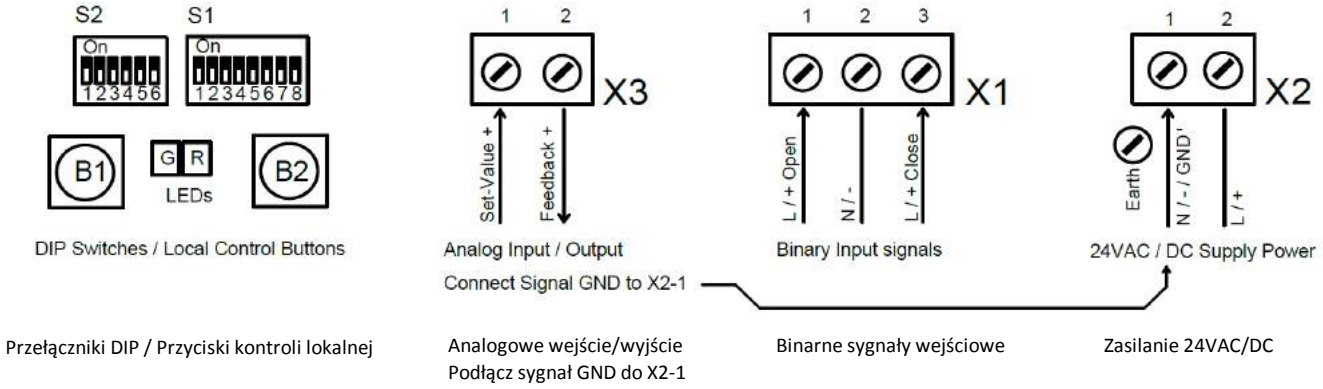 S2 S1
On On
123456 12345678
B1 G R B2
LEDs
DIP Switches / Local Control Buttons
1 2
X3
Set-Value +
Feedback +
Analog Input / Output
Connect Signal GND to X2-1
1 2 3
X1
L / + Open
N / -
L / + Close
Binary Input signals
1 2
X2
Earth
N / - / GND'
L / +
24VAC / DC Supply Power
Przełączniki DIP / Przyciski kontroli lokalnej
Analogowe wejście/wyjście
Podłącz sygnał GND do X2-1
Binarne sygnały wejściowe
Zasilanie 24VAC/DC